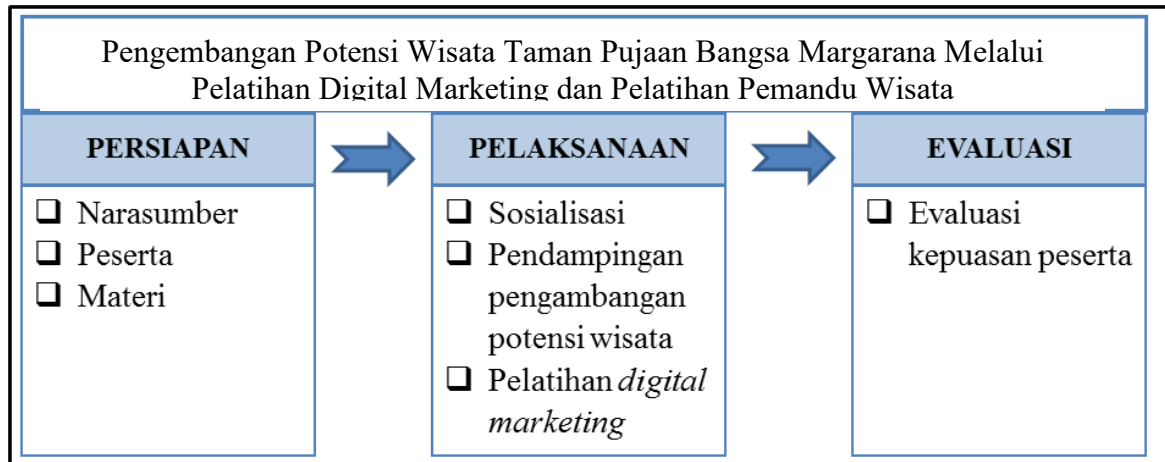 Pengembangan Potensi Wisata Taman Pujaan Bangsa Margarana Melalui
Pelatihan Digital Marketing dan Pelatihan Pemandu Wisata
PERSIAPAN
Narasumber
Peserta
Materi
PELAKSANAAN
Sosialisasi
Pendampingan
pengambangan
potensi wisata
Pelatihan digital
marketing
EVALUASI
Evaluasi
kepuasan peserta